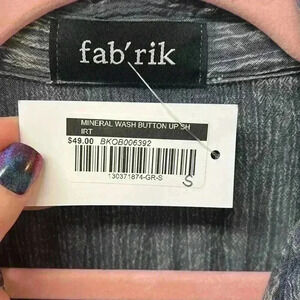 fab'rik
MINERAL WASH BUTTON UP SH
IRT
$49.00 BKOB006392
130371874-GR-S
S